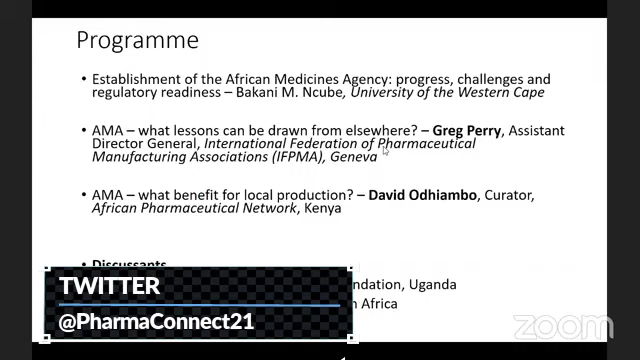 Programme
• Establishment of the African Medicines Agency: progress, challenges and
regulatory readiness – Bakani M. Ncube, University of the Western Cape
• AMA – what lessons can be drawn from elsewhere? – Greg Perry, Assistant
Director General, International Federation of Pharmaceutical
Manufacturing Associations (IFPMA), Geneva
• AMA – what benefit for local production? – David Odhiambo, Curator,
African Pharmaceutical Network, Kenya
• Discussants
ndation, Uganda
n Africa
TWITTER
@PharmaConnect21
zoom